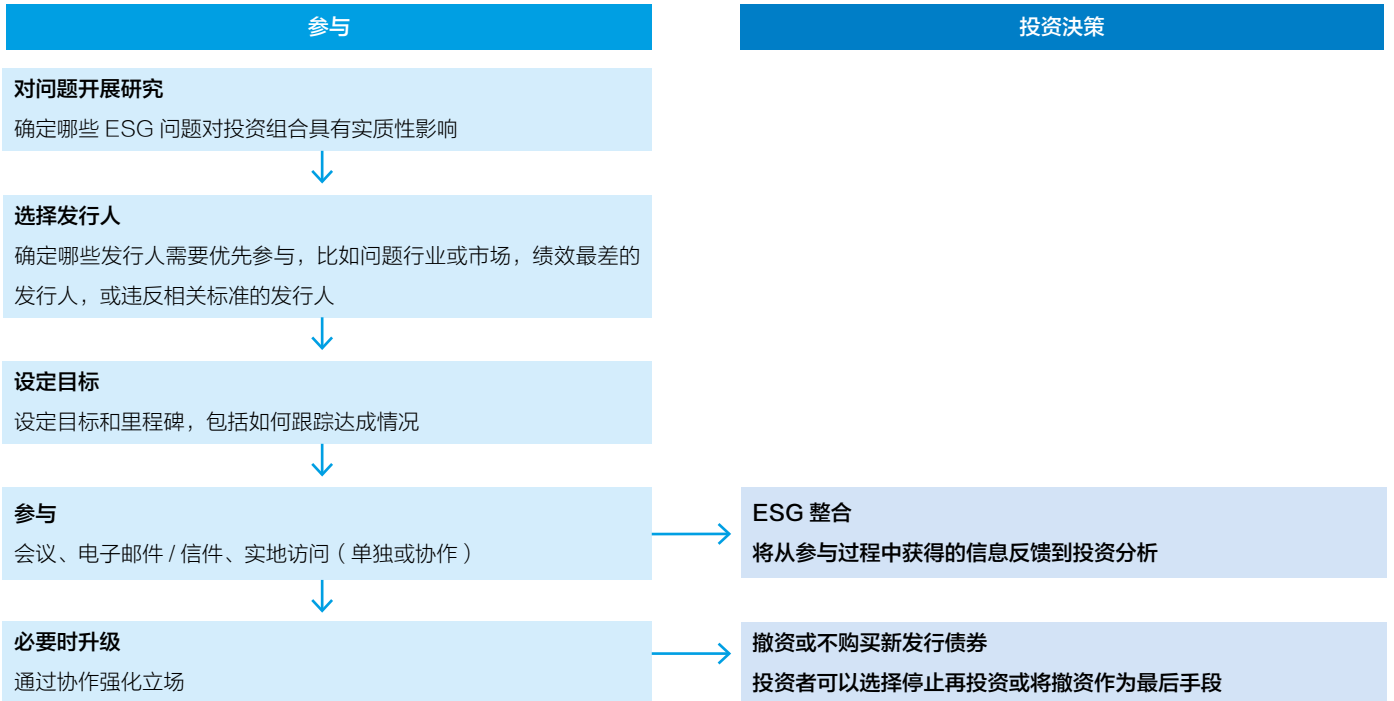 参与
投资決策
对问题开展研究
确定哪些 ESG 问题对投资组合具有实质性影响
选择发行人
确定哪些发行人需要优先参与，比如问题行业或市场，绩效最差的
发行人，或违反相关标准的发行人
设定目标
设定目标和里程碑，包括如何跟踪达成情况
参与
会议、电子邮件 / 信件、实地访问（单独或协作）
ESG 整合
将从参与过程中获得的信息反馈到投资分析
必要时升级
通过协作强化立场
撤资或不购买新发行债券
投资者可以选择停止再投资或将撤资作为最后手段